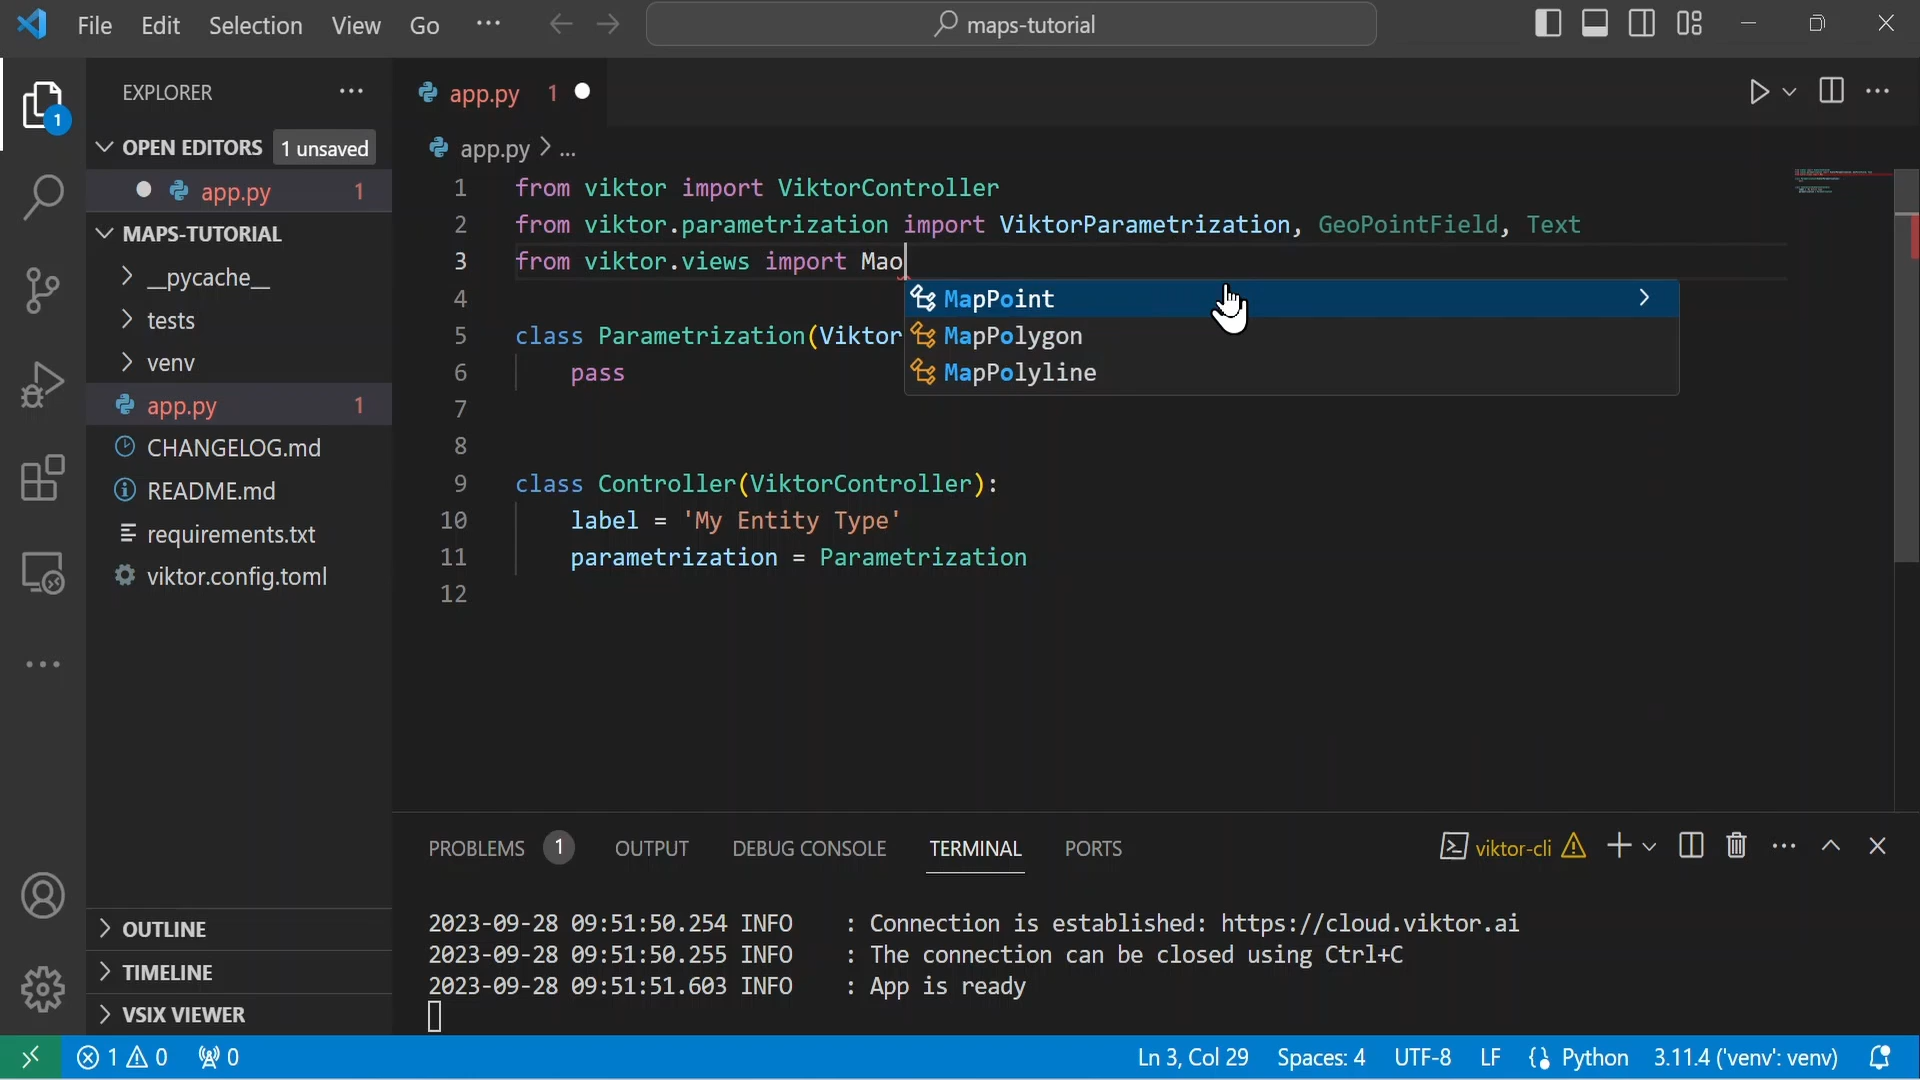 File Edit Selection View Go ··· maps-tutorial
EXPLORER ···
OPEN EDITORS 1 unsaved
app.py 1
MAPS-TUTORIAL
__pycache__
tests
venv
app.py 1
CHANGELOG.md
README.md
requirements.txt
viktor.config.toml
OUTLINE
TIMELINE
VSIX VIEWER
1
app.py 1
app.py > ...
1 from viktor import ViktorController
2 from viktor.parametrization import ViktorParametrization, GeoPointField, Text
3 from viktor.views import Mao
MapPoint
MapPolygon
MapPolyline
4
5 class Parametrization(Viktor
6 pass
7
8
9 class Controller(ViktorController):
10 label = 'My Entity Type'
11 parametrization = Parametrization
12
PROBLEMS 1 OUTPUT DEBUG CONSOLE TERMINAL PORTS viktor-cli
2023-09-28 09:51:50.254 INFO : Connection is established: https://cloud.viktor.ai
2023-09-28 09:51:50.255 INFO : The connection can be closed using Ctrl+C
2023-09-28 09:51:51.603 INFO : App is ready
1 0 0 Ln 3, Col 29 Spaces: 4 UTF-8 LF Python 3.11.4 ('venv': venv)